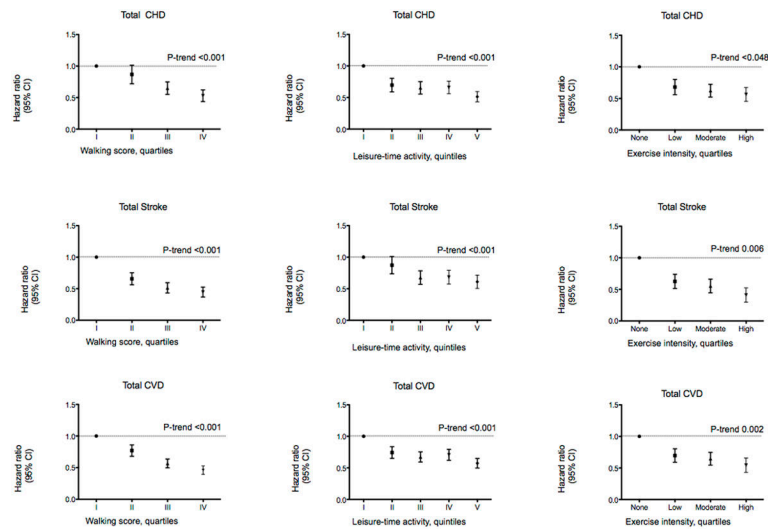 Total CHD
1.5
1.0
0.5
0.0
Hazard ratio
(95% CI)
P-trend <0.001
I II III IV
Walking score, quartiles
Total CHD
1.5
1.0
0.5
0.0
Hazard ratio
(95% CI)
P-trend <0.001
I II III IV V
Leisure-time activity, quintiles
Total CHD
1.5
1.0
0.5
0.0
Hazard ratio
(95% CI)
P-trend <0.048
None Low Moderate High
Exercise intensity, quartiles
Total Stroke
1.5
1.0
0.5
0.0
Hazard ratio
(95% CI)
P-trend <0.001
I II III IV
Walking score, quartiles
Total Stroke
1.5
1.0
0.5
0.0
Hazard ratio
(95% CI)
P-trend <0.001
I II III IV V
Leisure-time activity, quintiles
Total Stroke
1.5
1.0
0.5
0.0
Hazard ratio
(95% CI)
P-trend 0.006
None Low Moderate High
Exercise intensity, quartiles
Total CVD
1.5
1.0
0.5
0.0
Hazard ratio
(95% CI)
P-trend <0.001
I II III IV
Walking score, quartiles
Total CVD
1.5
1.0
0.5
0.0
Hazard ratio
(95% CI)
P-trend <0.001
I II III IV V
Leisure-time activity, quintiles
Total CVD
1.5
1.0
0.5
0.0
Hazard ratio
(95% CI)
P-trend 0.002
None Low Moderate High
Exercise intensity, quartiles